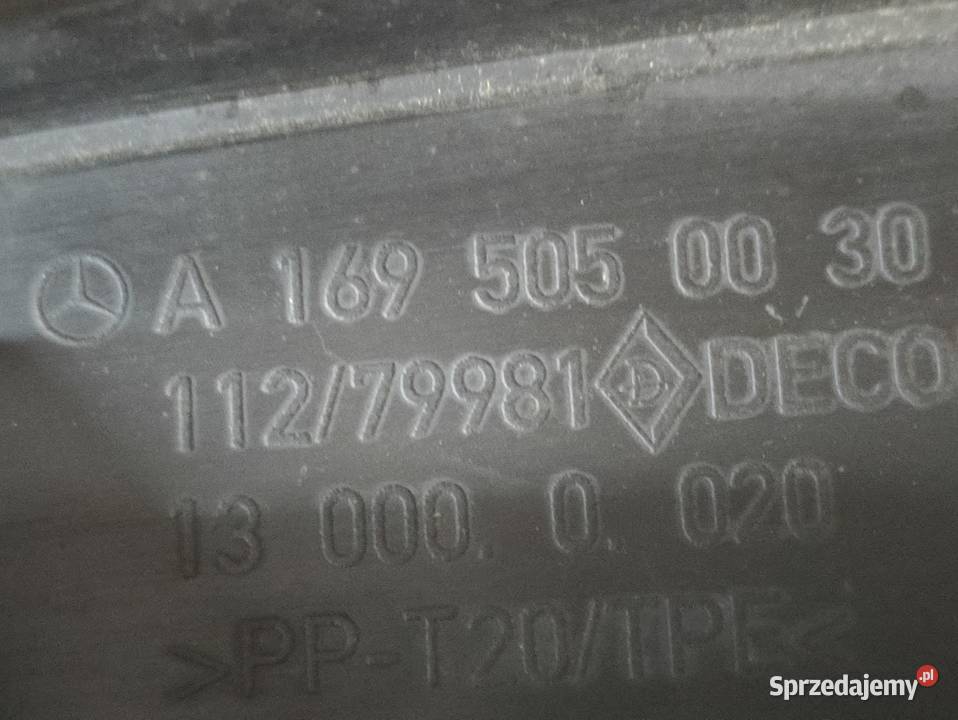 A 169 505 00 30
112/79981 DECO
13 000. 0. 020
>PP-T20/TPE<
Sprzedajemy.pl